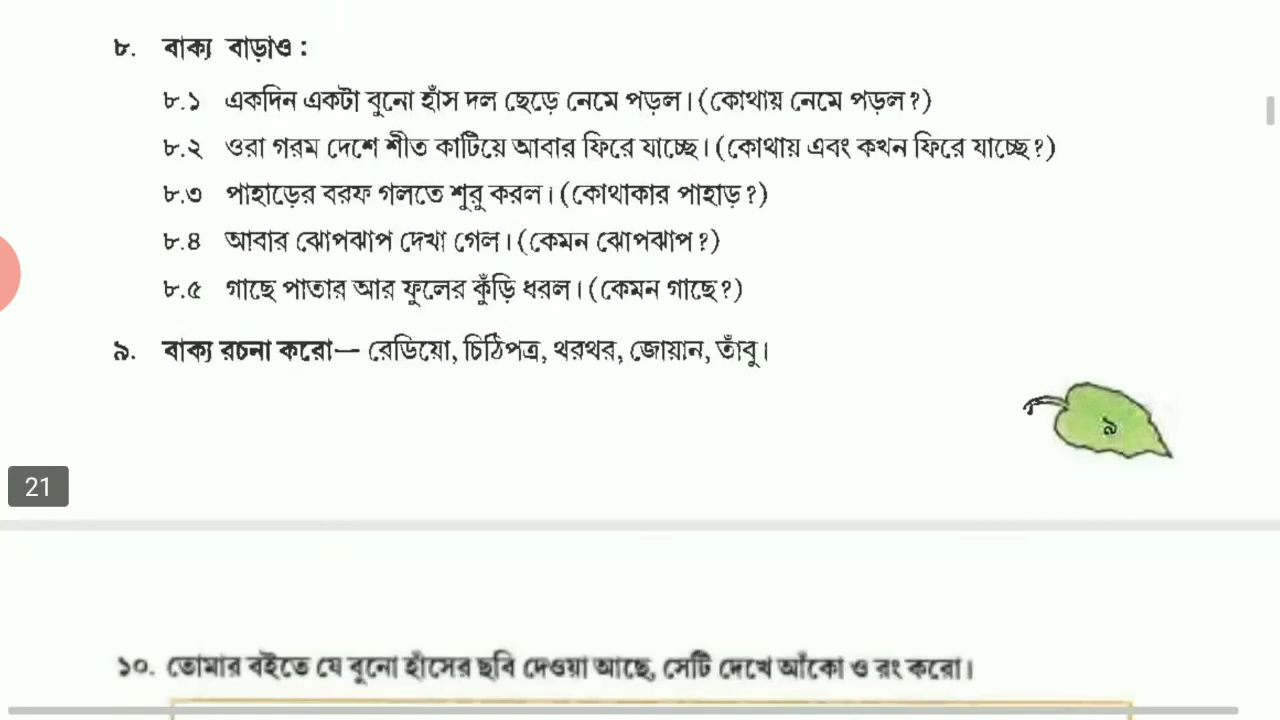 ৮. বাক্য বাড়াও :
৮.১ একদিন একটা বুনো হাঁস দল ছেড়ে নেমে পড়ল। (কোথায় নেমে পড়ল?)
৮.২ ওরা গরম দেশে শীত কাটিয়ে আবার ফিরে যাচ্ছে। (কোথায় এবং কখন ফিরে যাচ্ছে?)
৮.৩ পাহাড়ের বরফ গলতে শুরু করল। (কোথাকার পাহাড়?)
৮.৪ আবার ঝোপঝাপ দেখা গেল। (কেমন ঝোপঝাপ?)
৮.৫ গাছে পাতার আর ফুলের কুঁড়ি ধরল। (কেমন গাছে?)
৯. বাক্য রচনা করো— রেডিয়ো, চিঠিপত্র, থরথর, জোয়ান, তাঁবু।
৯
21
১০. তোমার বইতে যে বুনো হাঁসের ছবি দেওয়া আছে, সেটি দেখে আঁকো ও রং করো।